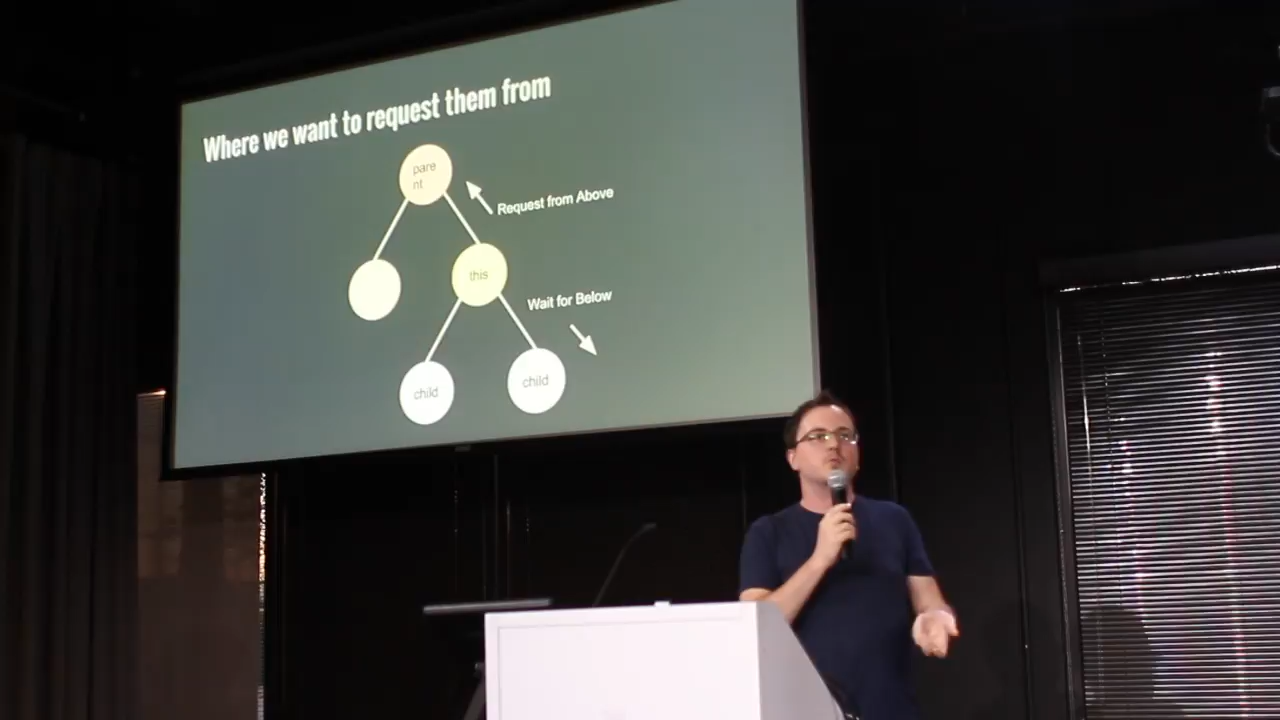 Where we want to request them from
pare
nt
Request from Above
this
Wait for Below
child
child